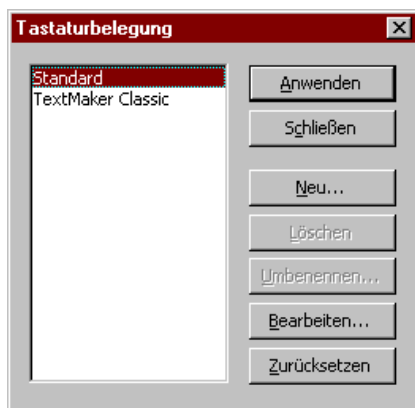 Tastaturbelegung
Standard
TextMaker Classic
Anwenden
Schließen
Neu...
Löschen
Umbenennen...
Bearbeiten...
Zurücksetzen